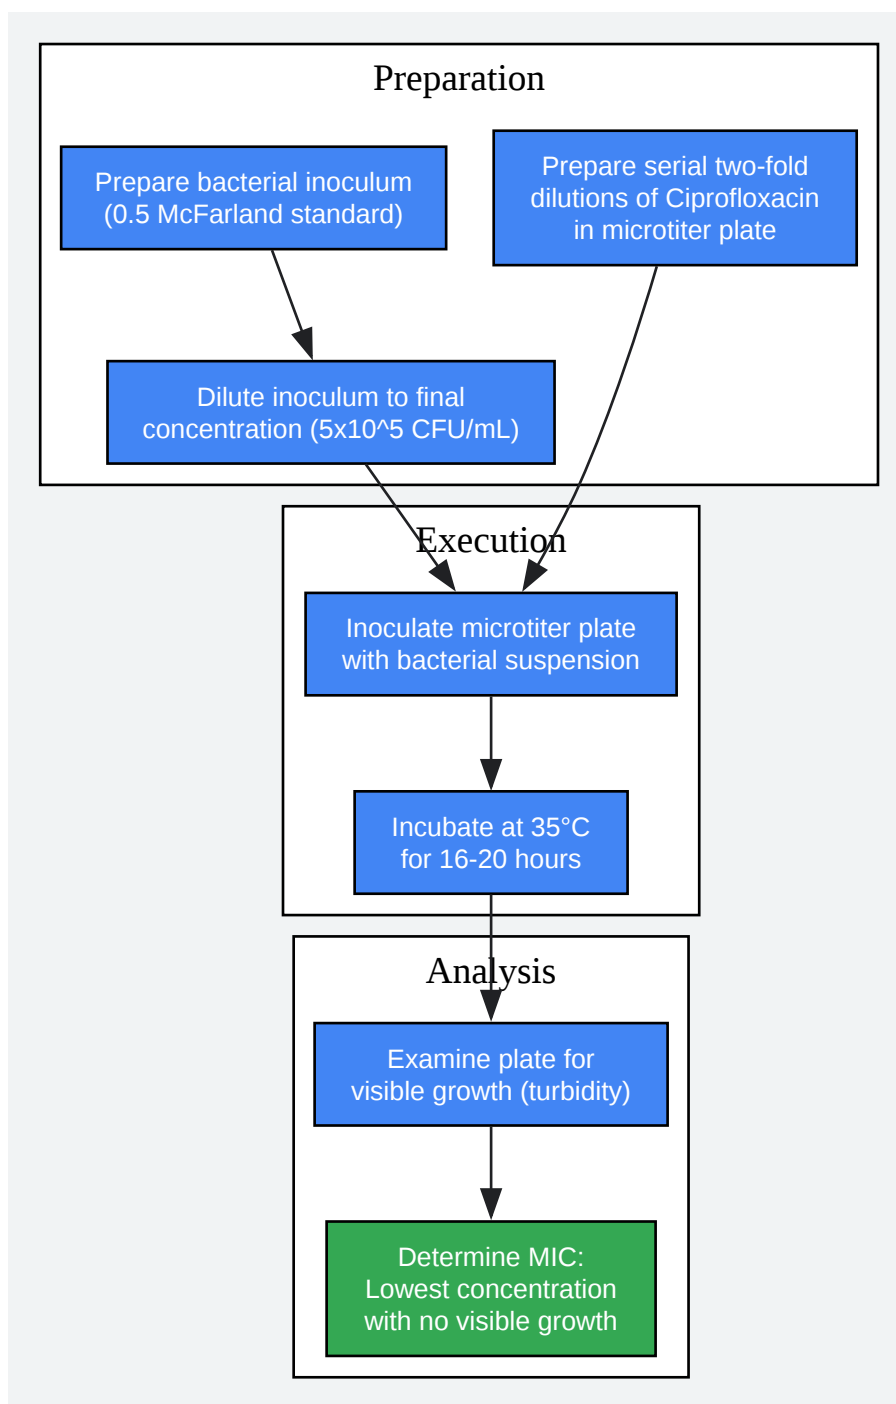 Preparation
Prepare bacterial inoculum
(0.5 McFarland standard)
Prepare serial two-fold
dilutions of Ciprofloxacin
in microtiter plate
Dilute inoculum to final
concentration (5x10^5 CFU/mL)
Execution
Inoculate microtiter plate
with bacterial suspension
Incubate at 35°C
for 16-20 hours
Analysis
Examine plate for
visible growth (turbidity)
Determine MIC:
Lowest concentration
with no visible growth